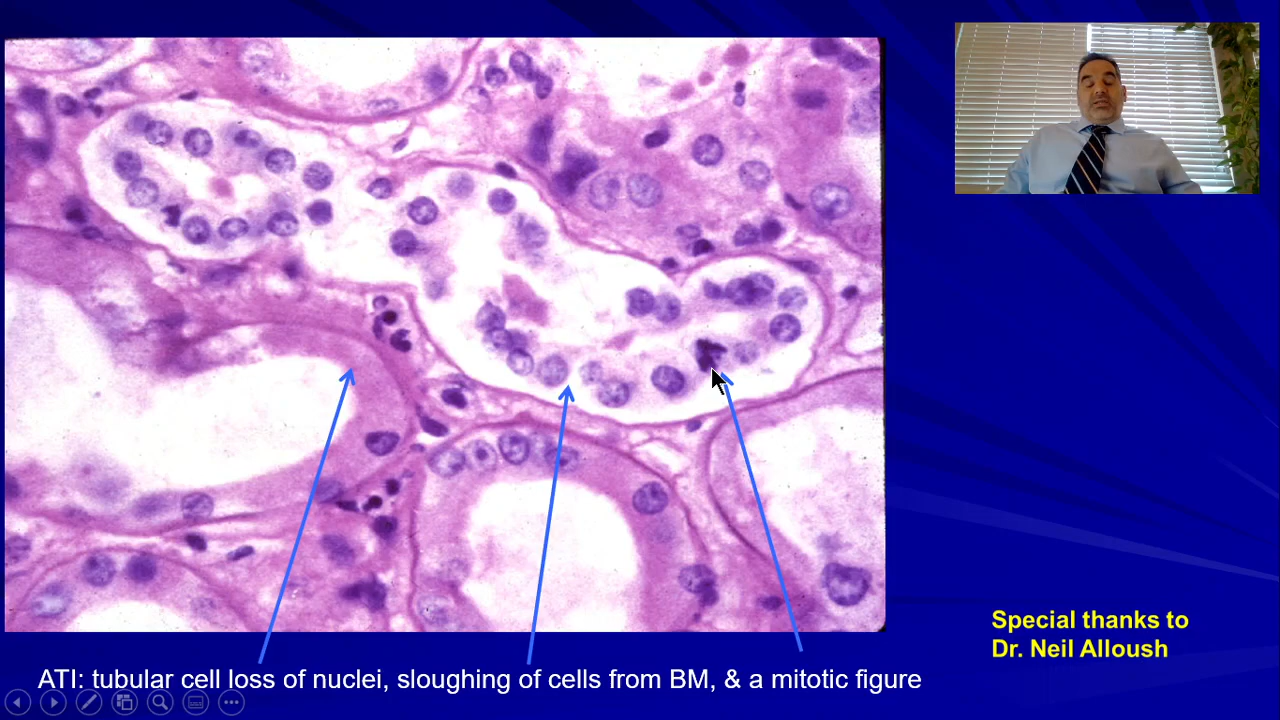 Special thanks to
Dr. Neil Alloush
ATI: tubular cell loss of nuclei, sloughing of cells from BM, & a mitotic figure